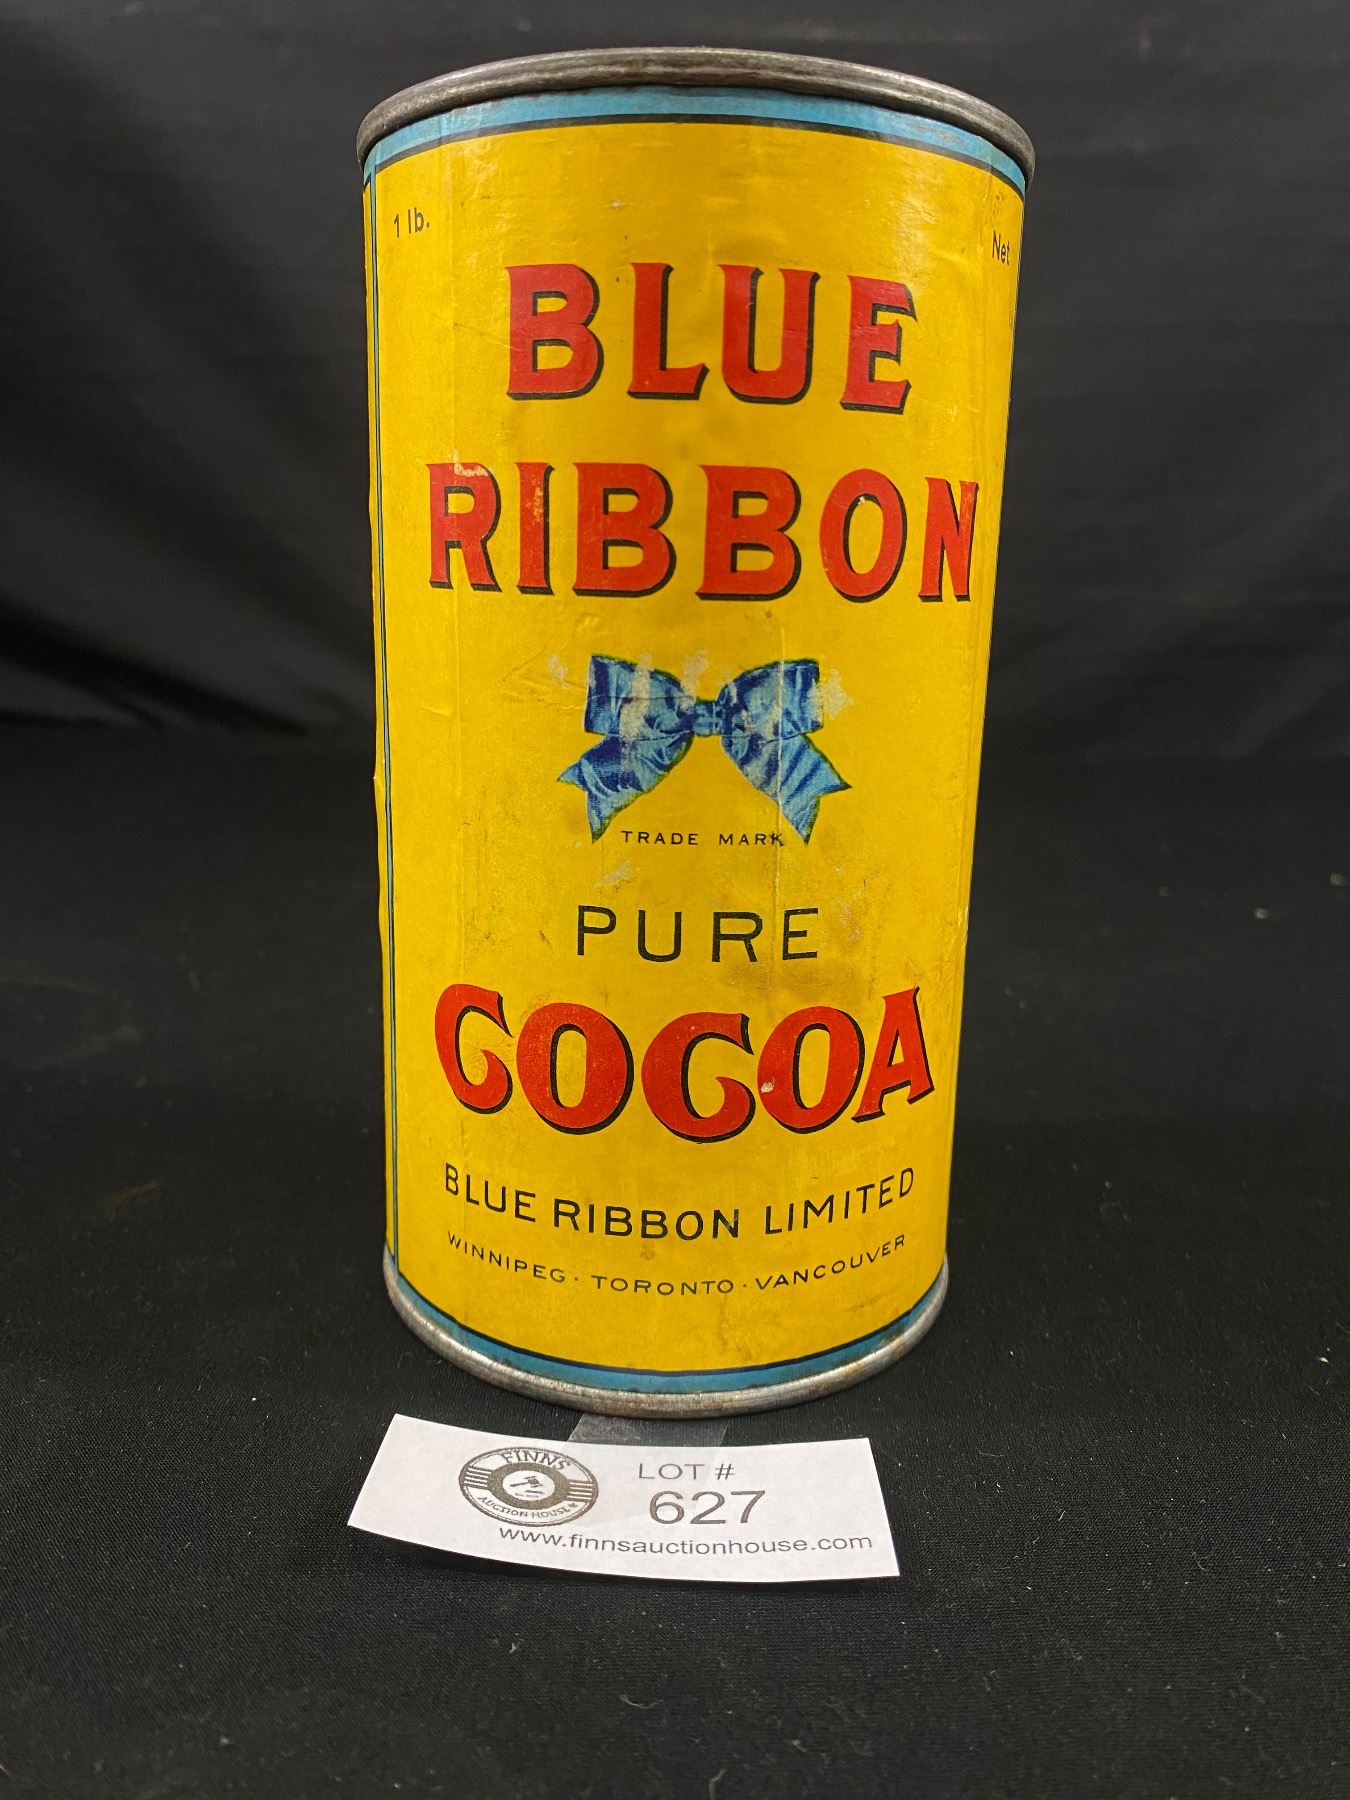 1 lb. Net
BLUE
RIBBON
TRADE MARK
PURE
COCOA
BLUE RIBBON LIMITED
WINNIPEG · TORONTO · VANCOUVER
FINNS
AUCTION HOUSE
LOT #
627
www.finnsauctionhouse.com